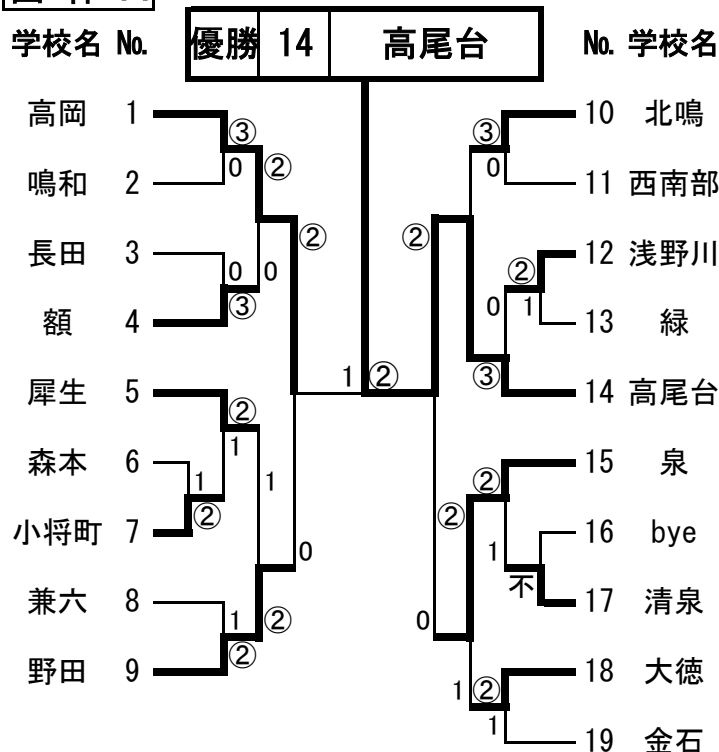 学校名 No. 優勝 14 高尾台 No. 学校名
高岡 1 ③ ③ 10 北鳴
0 ② 0
鳴和 2 11 西南部
② ②
長田 3 ② 12 浅野川
0 0 0 1
額 4 ③ 13 緑
1 ② ③
犀生 5 14 高尾台
②
森本 6 1 1 ② 15 泉
1
小将町 7 ② ② 1 16 bye
0 不
兼六 8 17 清泉
1 ② 0
野田 9 ② 18 大徳
1 ②
1
19 金石